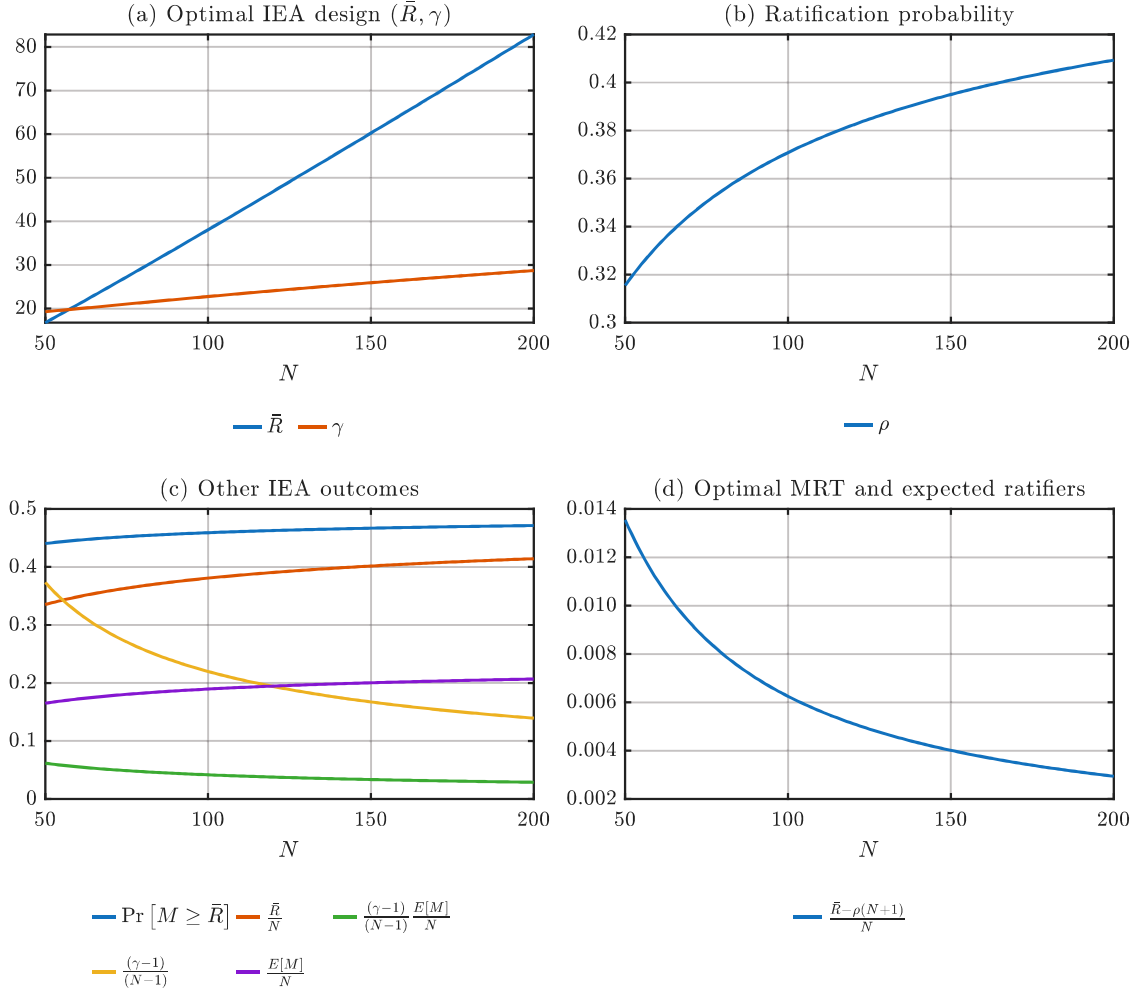 (a) Optimal IEA design (R̄, γ)
80
70
60
50
40
30
20
50 100 150 200
N
R̄ γ
(b) Ratification probability
0.42
0.4
0.38
0.36
0.34
0.32
0.3
50 100 150 200
N
ρ
(c) Other IEA outcomes
0.5
0.4
0.3
0.2
0.1
0
50 100 150 200
N
Pr [M ≥ R̄] R̄/N (γ−1)/(N−1) E[M]/N
(γ−1)/(N−1) E[M]/N
(d) Optimal MRT and expected ratifiers
0.014
0.012
0.010
0.008
0.006
0.004
0.002
50 100 150 200
N
R̄−ρ(N+1)/N